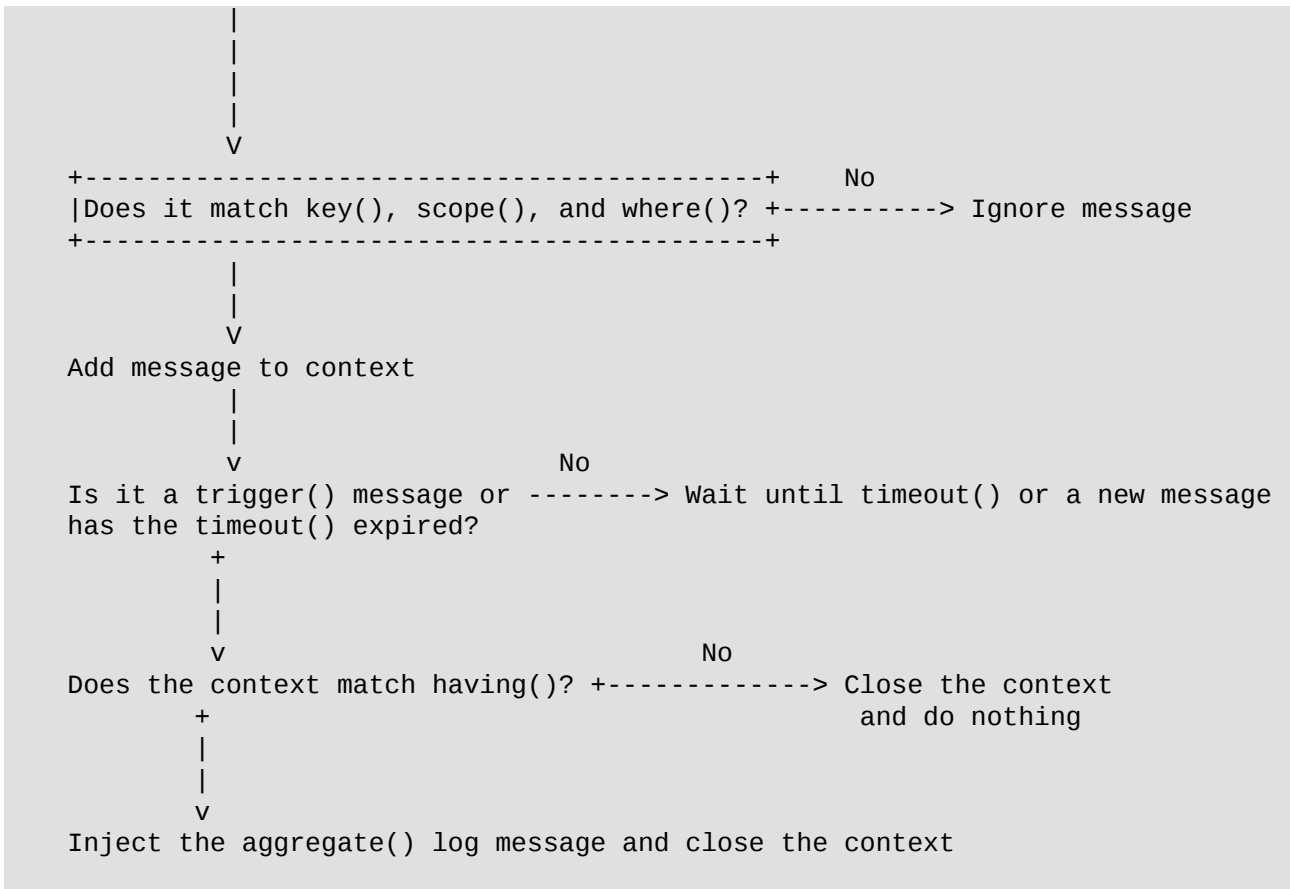 |
|
|
|
V
+-------------------------------------------+    No
|Does it match key(), scope(), and where()? +----------> Ignore message
+-------------------------------------------+
|
|
V
Add message to context
|
|
v                    No
Is it a trigger() message or --------> Wait until timeout() or a new message
has the timeout() expired?
+
|
|
v                              No
Does the context match having()? +-------------> Close the context
+                                         and do nothing
|
|
v
Inject the aggregate() log message and close the context